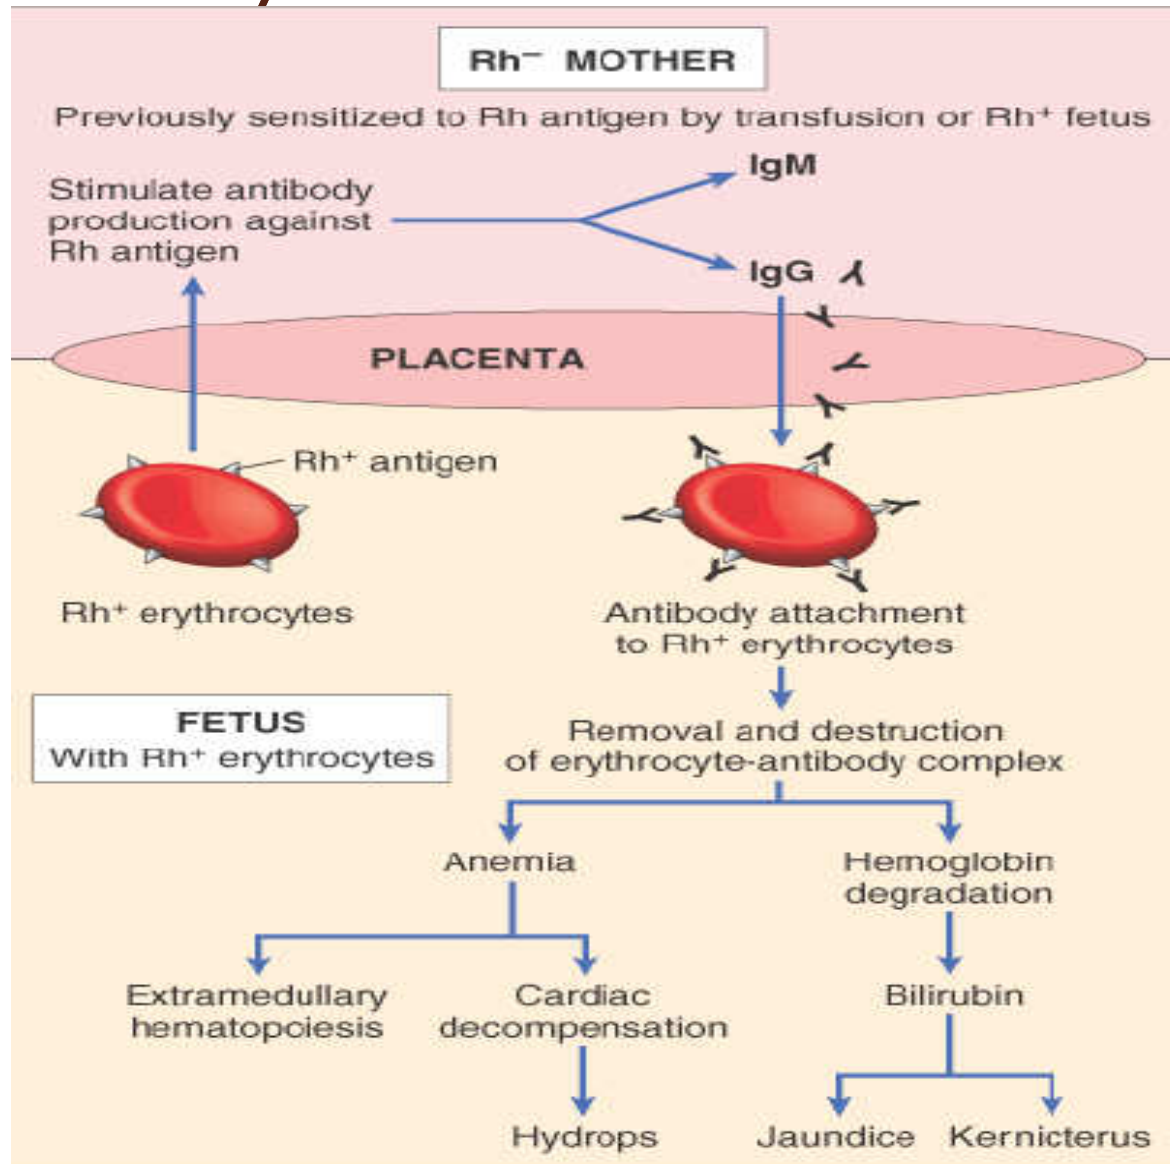 Rh⁻ MOTHER
Previously sensitized to Rh antigen by transfusion or Rh⁺ fetus
Stimulate antibody
production against
Rh antigen
IgM
IgG
PLACENTA
Rh⁺ antigen
Rh⁺ erythrocytes
Antibody attachment
to Rh⁺ erythrocytes
FETUS
With Rh⁺ erythrocytes
Removal and destruction
of erythrocyte-antibody complex
Anemia
Hemoglobin
degradation
Extramedullary
hematopoiesis
Cardiac
decompensation
Bilirubin
Hydrops
Jaundice
Kernicterus